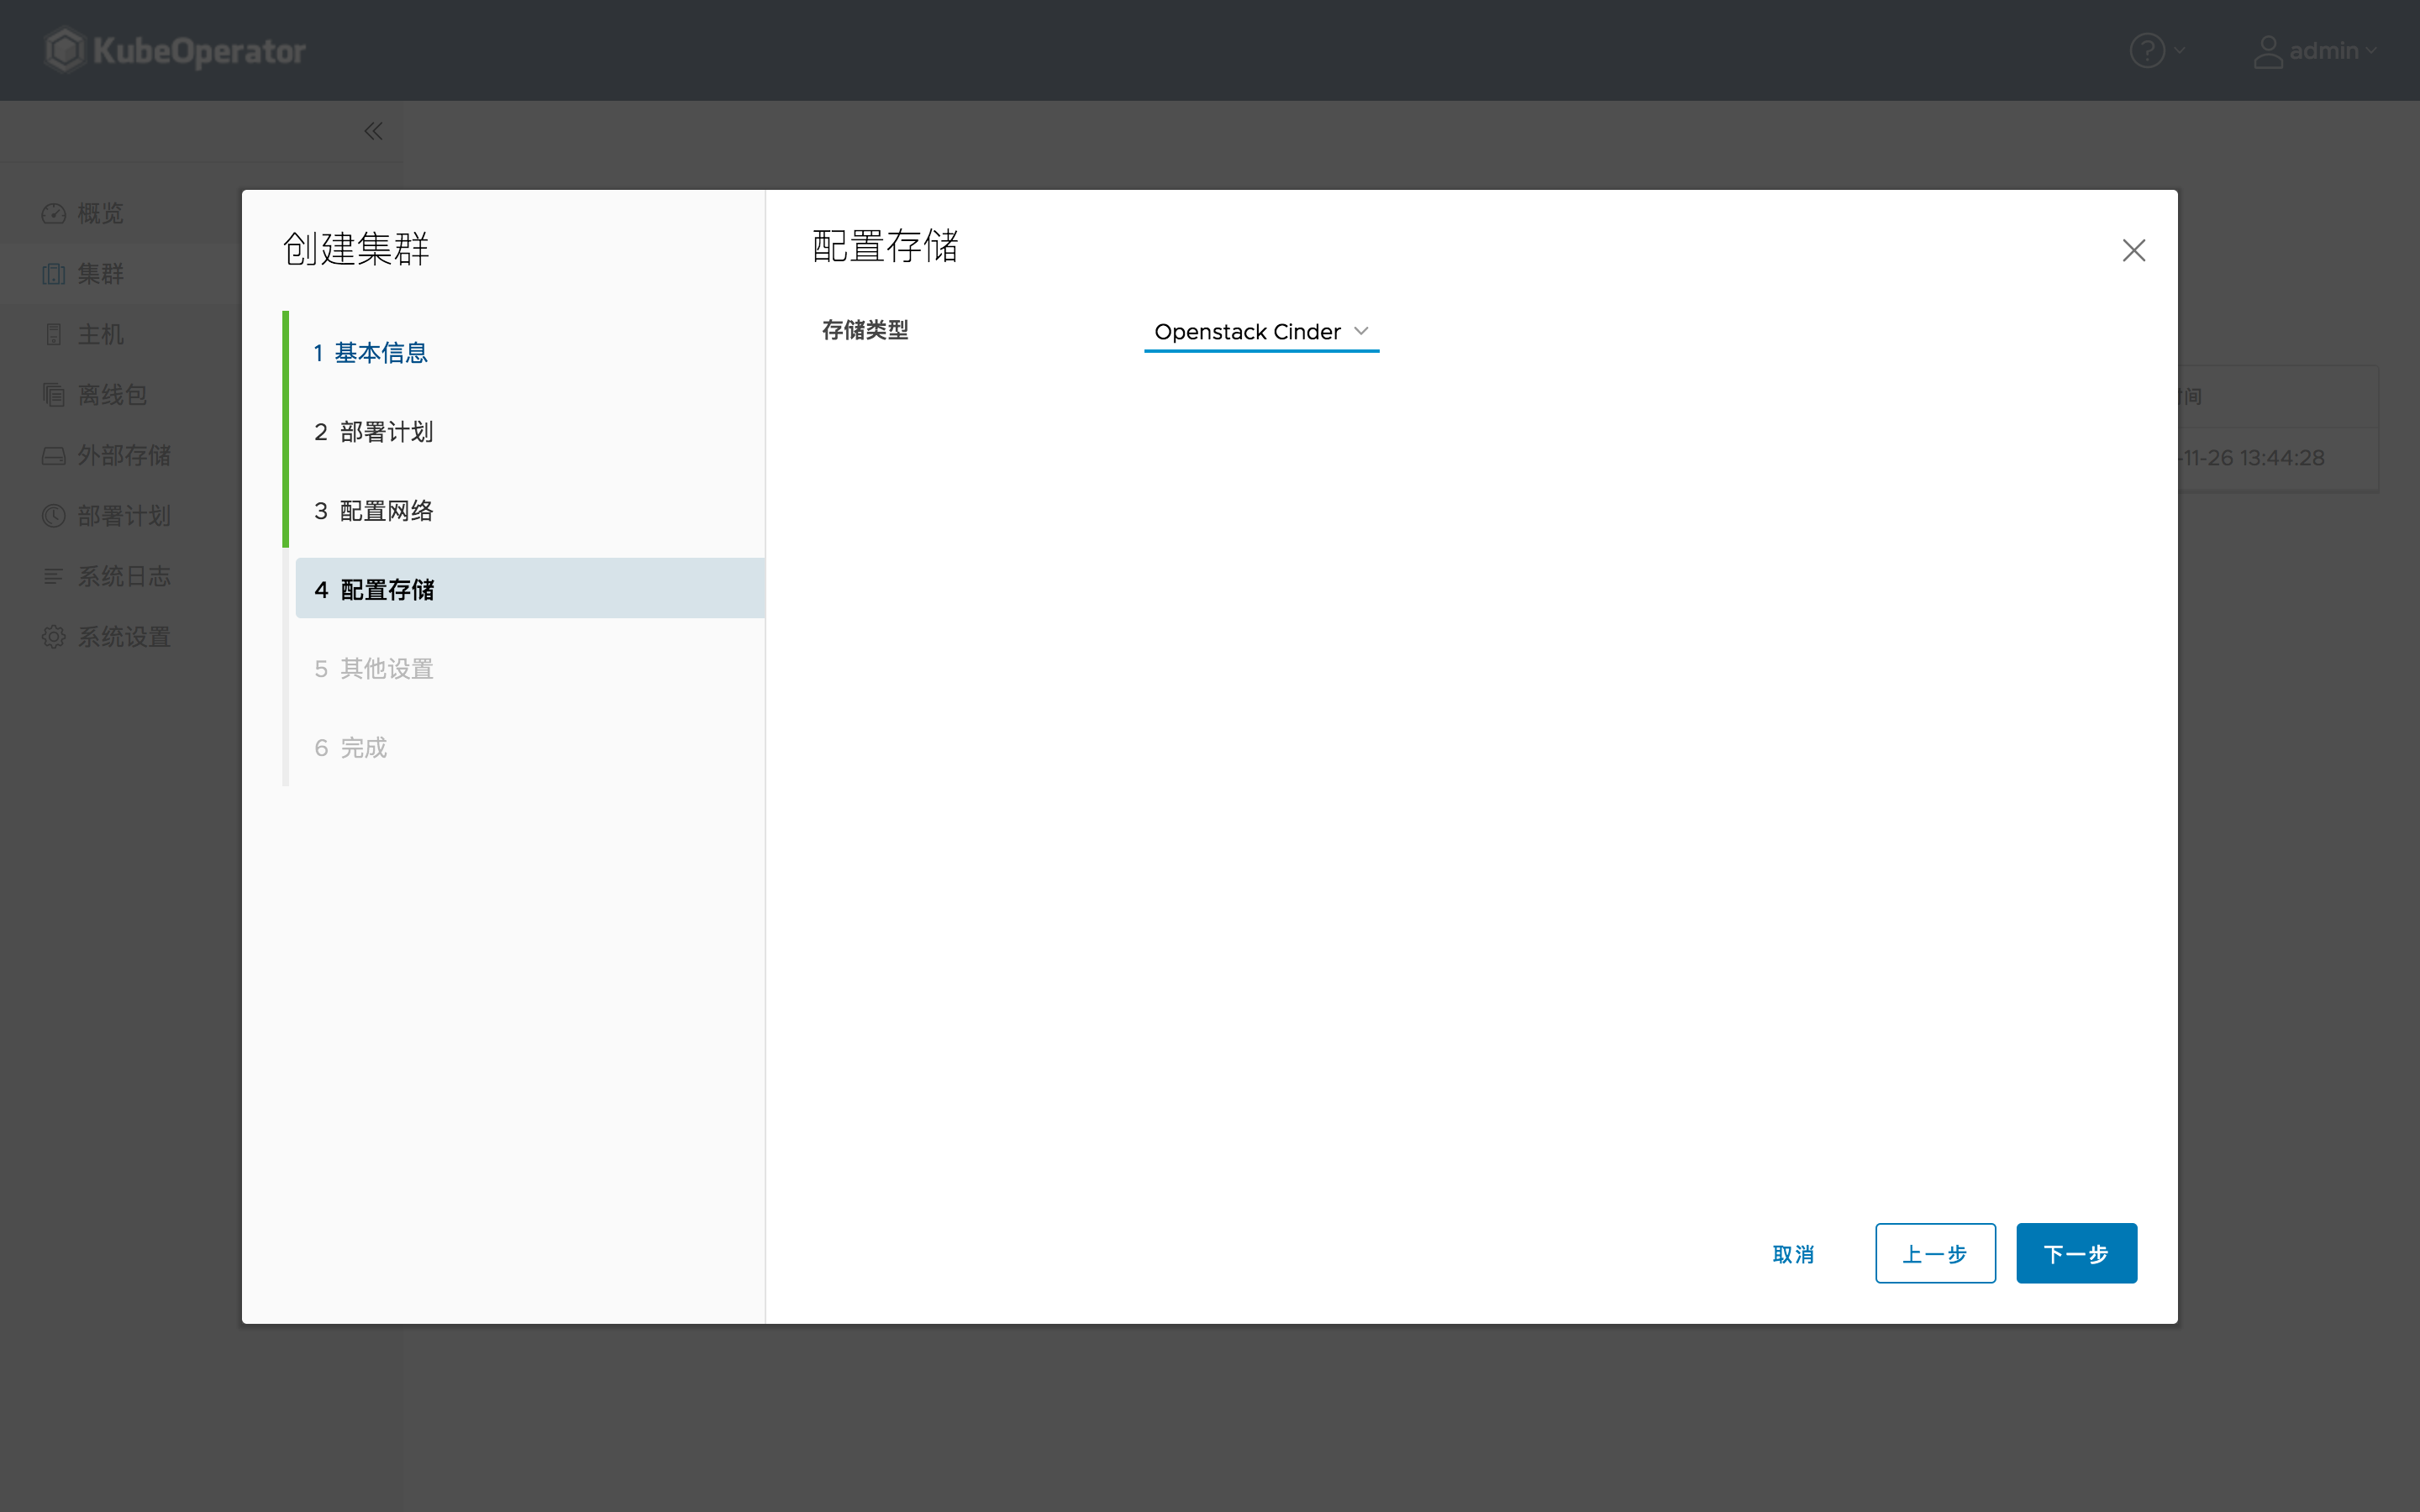 KubeOperator
admin
概览
集群
主机
离线包
外部存储
部署计划
系统日志
系统设置
创建集群
1 基本信息
2 部署计划
3 配置网络
4 配置存储
5 其他设置
6 完成
配置存储
存储类型
Openstack Cinder
间
-11-26 13:44:28
取消
上一步
下一步